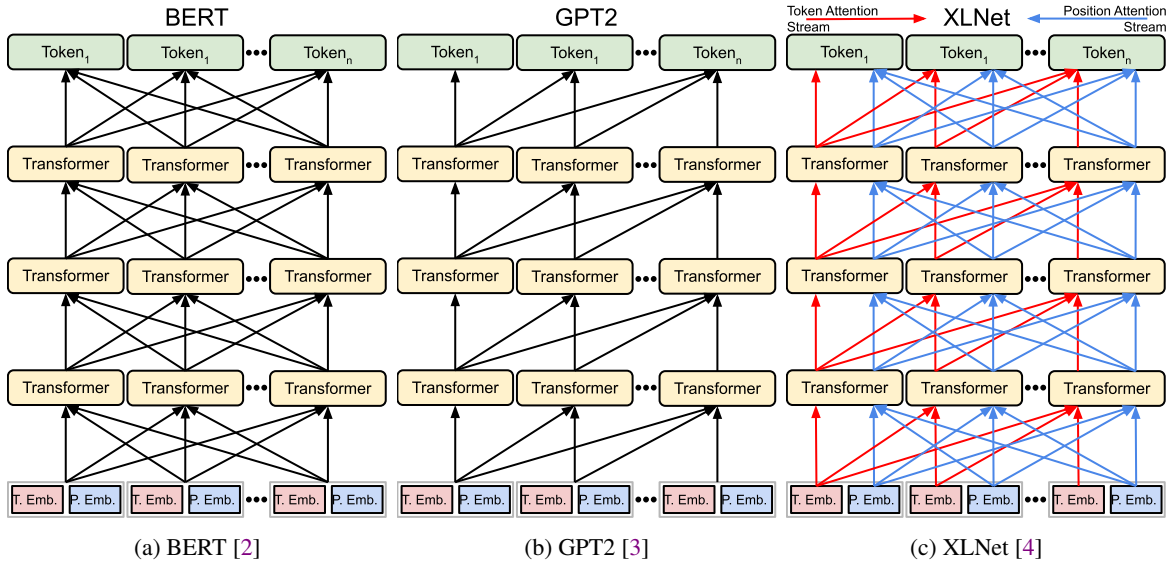 BERT
GPT2
Token Attention
Stream
XLNet
Position Attention
Stream
Token1 Token1 ••• Tokenn
Token1 Token1 ••• Tokenn
Token1 Token1 ••• Tokenn
Transformer Transformer ••• Transformer
Transformer Transformer ••• Transformer
Transformer Transformer ••• Transformer
Transformer Transformer ••• Transformer
Transformer Transformer ••• Transformer
Transformer Transformer ••• Transformer
Transformer Transformer ••• Transformer
Transformer Transformer ••• Transformer
Transformer Transformer ••• Transformer
T. Emb. P. Emb. T. Emb. P. Emb. ••• T. Emb. P. Emb.
T. Emb. P. Emb. T. Emb. P. Emb. ••• T. Emb. P. Emb.
T. Emb. P. Emb. T. Emb. P. Emb. ••• T. Emb. P. Emb.
(a) BERT [2]
(b) GPT2 [3]
(c) XLNet [4]